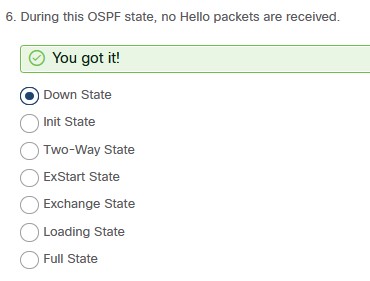 6. During this OSPF state, no Hello packets are received.
You got it!
Down State
Init State
Two-Way State
ExStart State
Exchange State
Loading State
Full State